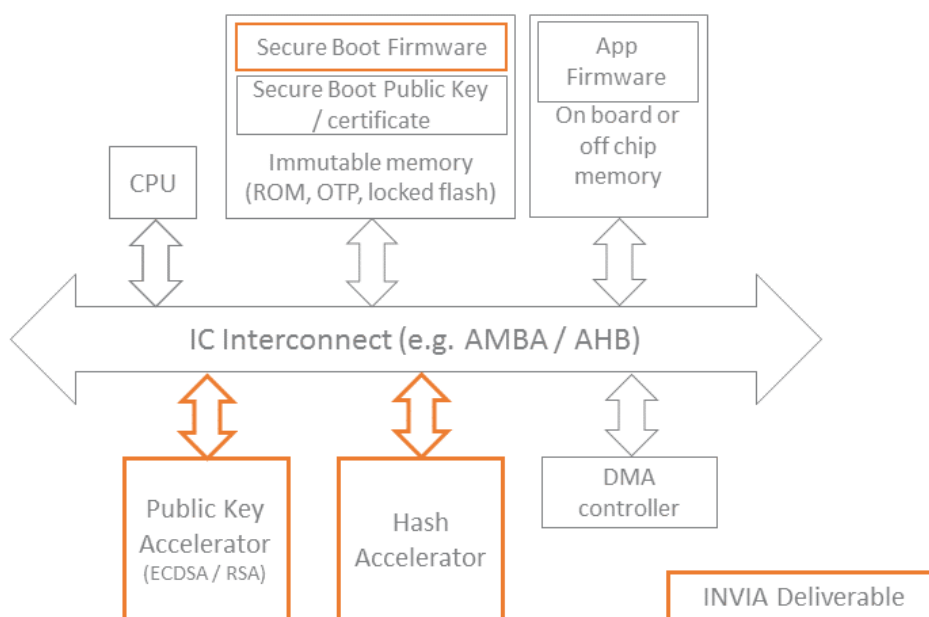 Secure Boot Firmware
Secure Boot Public Key
/ certificate
Immutable memory
(ROM, OTP, locked flash)
App
Firmware
On board or
off chip
memory
CPU
IC Interconnect (e.g. AMBA / AHB)
Public Key
Accelerator
(ECDSA / RSA)
Hash
Accelerator
DMA
controller
INVIA Deliverable